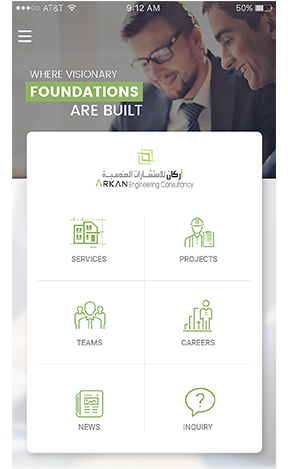 AT&T 9:12 AM 50%
WHERE VISIONARY
FOUNDATIONS
ARE BUILT
أركان للاستشارات الهندسية
ARKAN Engineering Consultancy
SERVICES PROJECTS
TEAMS CAREERS
NEWS INQUIRY